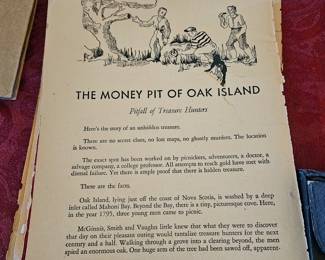 THE MONEY PIT OF OAK ISLAND
Pitfall of Treasure Hunters
Here's the story of an unhidden treasure.
There are no secret clues, no lost maps, no ghostly murders. The location
is known.
The exact spot has been worked on by picnickers, adventurers, a doctor, a
salvage company, a college professor. All attempts to reach gold have met with
dismal failure. Yet there is ample proof that there is hidden treasure.
These are the facts.
Oak Island, lying just off the coast of Nova Scotia, is washed by a deep
inlet called Mahoni Bay. Beyond the Bay, there is a tiny, picturesque cove. Here,
in the year 1795, three young men came to picnic.
McGinnis, Smith and Vaughn little knew that what they were to discover
that day on their pleasant outing would tantalize treasure hunters for the next
century and a half. Walking through a grove into a clearing beyond, the men
spied an enormous oak. One huge arm of the tree had been sawed off, apparent-